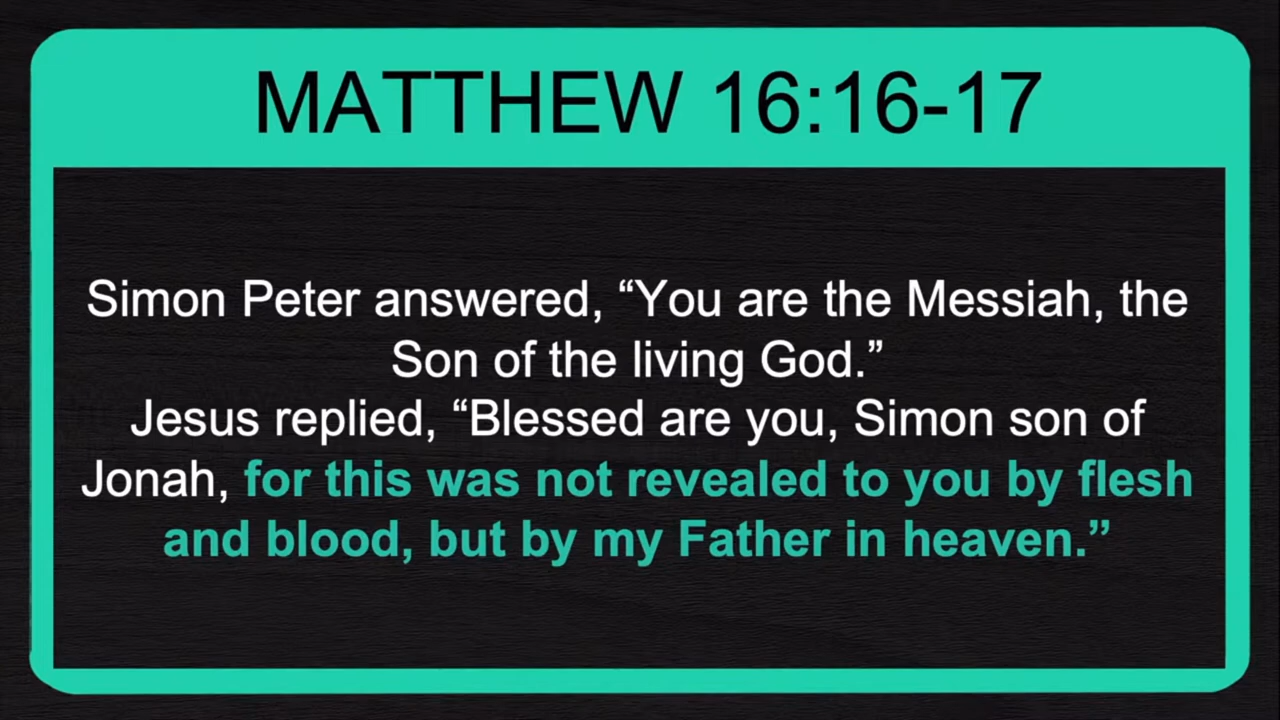 MATTHEW 16:16-17
Simon Peter answered, “You are the Messiah, the
Son of the living God.”
Jesus replied, “Blessed are you, Simon son of
Jonah, for this was not revealed to you by flesh
and blood, but by my Father in heaven.”